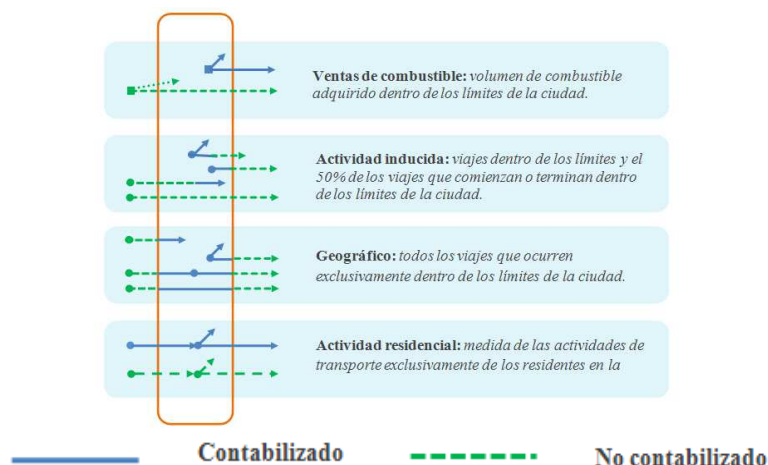 Ventas de combustible: volumen de combustible
adquirido dentro de los límites de la ciudad.
Actividad inducida: viajes dentro de los límites y el
50% de los viajes que comienzan o terminan dentro
de los límites de la ciudad.
Geográfico: todos los viajes que ocurren
exclusivamente dentro de los límites de la ciudad.
Actividad residencial: medida de las actividades de
transporte exclusivamente de los residentes en la
Contabilizado
No contabilizado